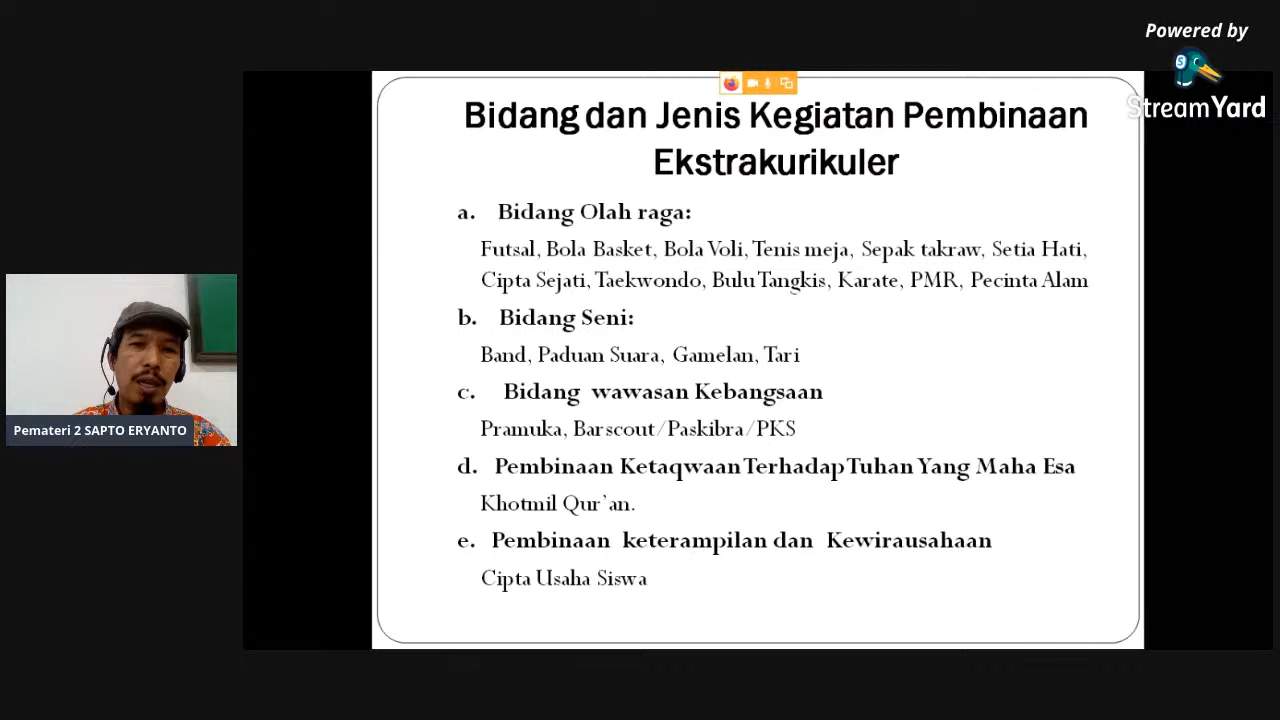 Powered by
StreamYard
Bidang dan Jenis Kegiatan Pembinaan
Ekstrakurikuler
a. Bidang Olah raga:
Futsal, Bola Basket, Bola Voli, Tenis meja, Sepak takraw, Setia Hati,
Cipta Sejati, Taekwondo, Bulu Tangkis, Karate, PMR, Pecinta Alam
b. Bidang Seni:
Band, Paduan Suara, Gamelan, Tari
c. Bidang wawasan Kebangsaan
Pramuka, Barscout/Paskibra/PKS
d. Pembinaan Ketaqwaan Terhadap Tuhan Yang Maha Esa
Khotmil Qur'an.
e. Pembinaan keterampilan dan Kewirausahaan
Cipta Usaha Siswa
Pemateri 2 SAPTO ERYANTO